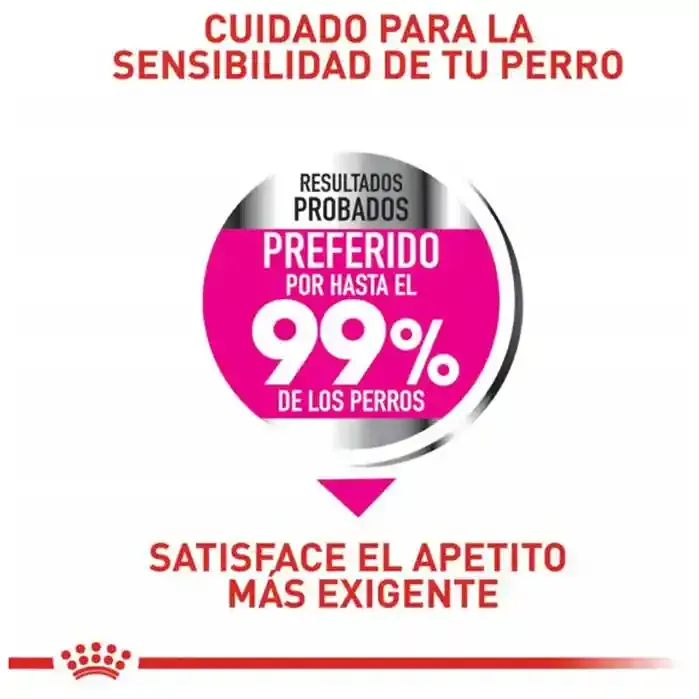 CUIDADO PARA LA
SENSIBILIDAD DE TU PERRO
RESULTADOS
PROBADOS
PREFERIDO
POR HASTA EL
99%
DE LOS PERROS
SATISFACE EL APETITO
MÁS EXIGENTE